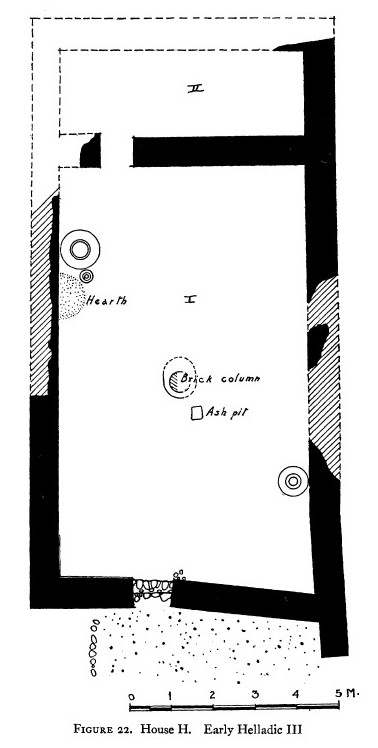 II
Hearth
I
Brick column
Ash pit
0 1 2 3 4 5 M.
FIGURE 22. House H. Early Helladic III